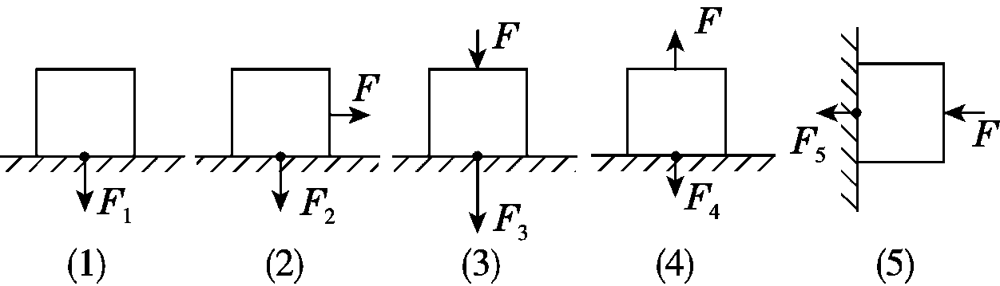 F F
F
F₁ F₂ F₃ F₄ F₅ F
(1) (2) (3) (4) (5)